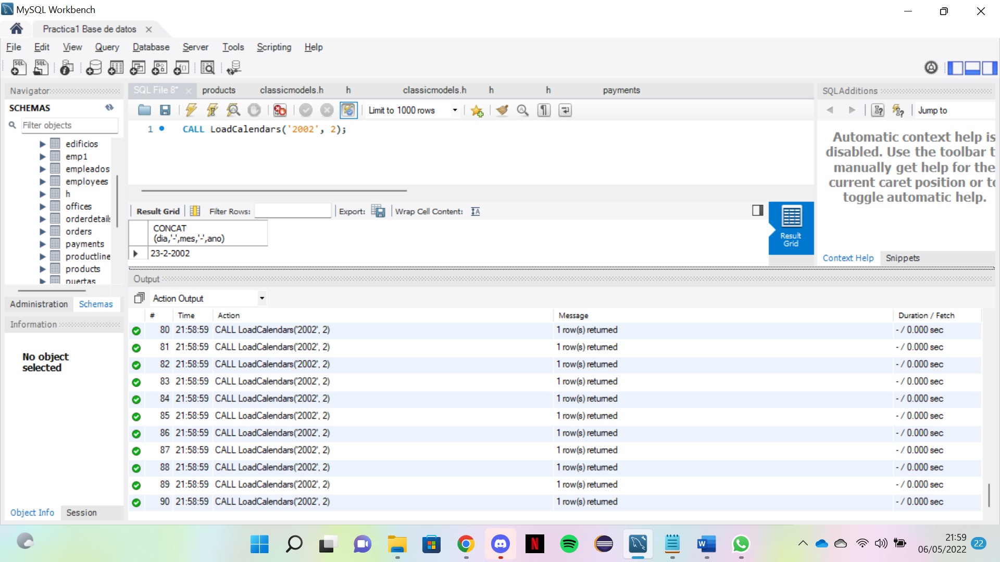 MySQL Workbench
Practica1 Base de datos
File Edit View Query Database Server Tools Scripting Help
Navigator
SCHEMAS
Filter objects
edificios
emp1
empleados
employees
h
offices
orderdetails
orders
payments
productline
products
puertas
Administration Schemas
Information
No object
selected
Object Info Session
SQL File 8* products classicmodels.h h classicmodels.h h h payments
Limit to 1000 rows
1 CALL LoadCalendars('2002', 2);
Result Grid Filter Rows: Export: Wrap Cell Content:
CONCAT
(dia,'-',mes,'-',ano)
23-2-2002
Result
Grid
SQLAdditions
Jump to
Automatic context help is
disabled. Use the toolbar t
manually get help for the
current caret position or to
toggle automatic help.
Context Help Snippets
Output
Action Output
# Time Action Message Duration / Fetch
80 21:58:59 CALL LoadCalendars('2002', 2) 1 row(s) returned - / 0.000 sec
81 21:58:59 CALL LoadCalendars('2002', 2) 1 row(s) returned - / 0.000 sec
82 21:58:59 CALL LoadCalendars('2002', 2) 1 row(s) returned - / 0.000 sec
83 21:58:59 CALL LoadCalendars('2002', 2) 1 row(s) returned - / 0.000 sec
84 21:58:59 CALL LoadCalendars('2002', 2) 1 row(s) returned - / 0.000 sec
85 21:58:59 CALL LoadCalendars('2002', 2) 1 row(s) returned - / 0.000 sec
86 21:58:59 CALL LoadCalendars('2002', 2) 1 row(s) returned - / 0.000 sec
87 21:58:59 CALL LoadCalendars('2002', 2) 1 row(s) returned - / 0.000 sec
88 21:58:59 CALL LoadCalendars('2002', 2) 1 row(s) returned - / 0.000 sec
89 21:58:59 CALL LoadCalendars('2002', 2) 1 row(s) returned - / 0.000 sec
90 21:58:59 CALL LoadCalendars('2002', 2) 1 row(s) returned - / 0.000 sec
21:59
06/05/2022
22